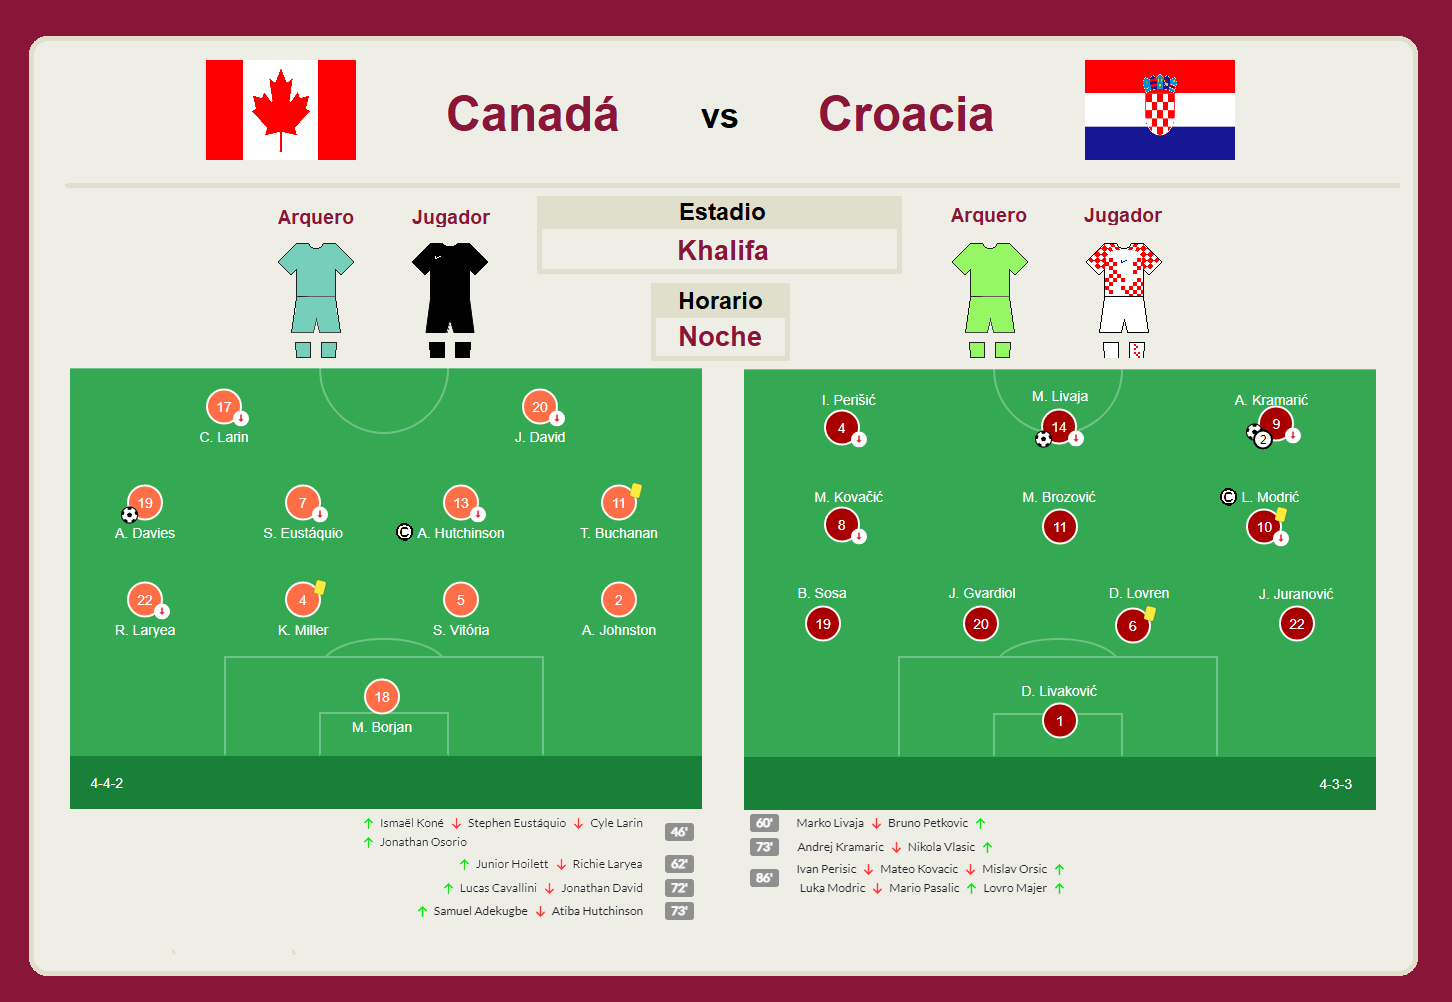 Canadá vs Croacia
Arquero Jugador
Estadio
Khalifa
Horario
Noche
Arquero Jugador
17 20
C. Larin J. David
19 7 13 11
A. Davies S. Eustáquio © A. Hutchinson T. Buchanan
22 4 5 2
R. Laryea K. Miller S. Vitória A. Johnston
18
M. Borjan
4-4-2
I. Perišić M. Livaja A. Kramarić
4 14 9
2
M. Kovačić M. Brozović © L. Modrić
8 11 10
B. Sosa J. Gvardiol D. Lovren J. Juranović
19 20 6 22
D. Livaković
1
4-3-3
↑ Ismaël Koné ↓ Stephen Eustáquio ↓ Cyle Larin 46'
↑ Jonathan Osorio
↑ Junior Hoilett ↓ Richie Laryea 62'
↑ Lucas Cavallini ↓ Jonathan David 72'
↑ Samuel Adekugbe ↓ Atiba Hutchinson 73'
60' Marko Livaja ↓ Bruno Petkovic ↑
73' Andrej Kramaric ↓ Nikola Vlasic ↑
86' Ivan Perisic ↓ Mateo Kovacic ↓ Mislav Orsic ↑
Luka Modric ↓ Mario Pasalic ↑ Lovro Majer ↑